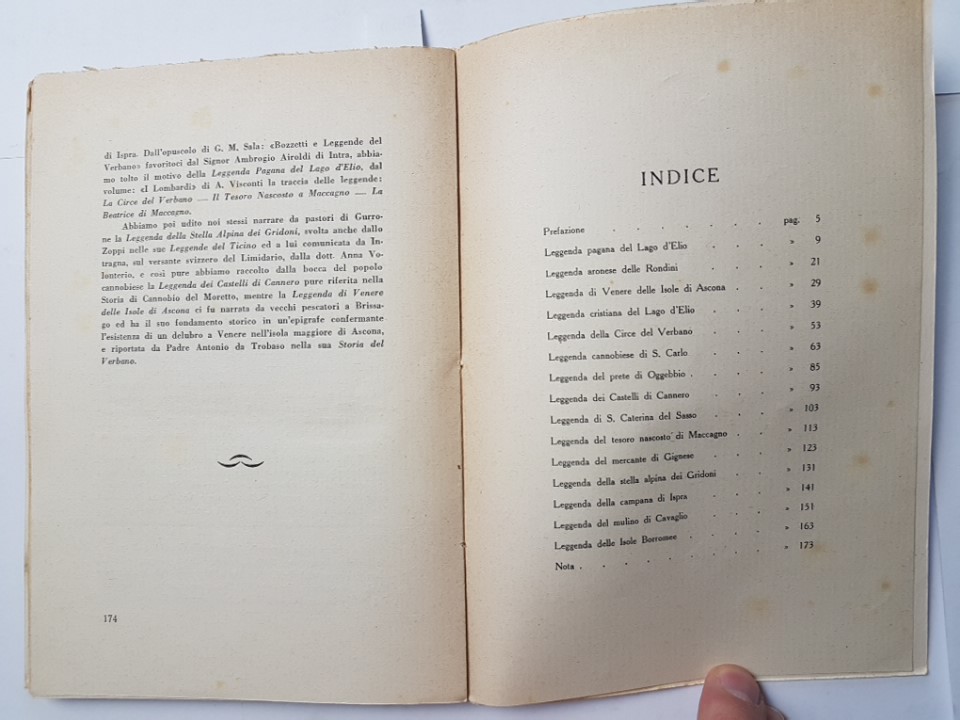 di Ispra. Dall'opuscolo di G. M. Sala: «Bozzetti e Leggende del
Verbano» favoritoci dal Signor Ambrogio Airoldi di Intra, abbia-
mo tolto il motivo della Leggenda Pagana del Lago d'Elio, dal
volume: «I Lombardi» di A. Visconti la traccia delle leggende:
La Circe del Verbano — Il Tesoro Nascosto a Maccagno — La
Beatrice di Maccagno.
Abbiamo poi udito noi stessi narrare da pastori di Gurro-
ne la Leggenda della Stella Alpina dei Gridoni, svolta anche dallo
Zoppi nelle sue Leggende del Ticino ed a lui comunicata da In-
tragna, sul versante svizzero del Limidario, dalla dott. Anna Vo-
lonterio, e così pure abbiamo raccolto dalla bocca del popolo
cannobiese la Leggenda dei Castelli di Cannero pure riferita nella
Storia di Cannobio del Moretto, mentre la Leggenda di Venere
delle Isole di Ascona ci fu narrata da vecchi pescatori a Brissa-
go ed ha il suo fondamento storico in un'epigrafe confermante
l'esistenza di un delubro a Venere nell'isola maggiore di Ascona,
e riportata da Padre Antonio da Trobaso nella sua Storia del
Verbano.
174
INDICE
Prefazione . . . . . . . pag. 5
Leggenda pagana del Lago d'Elio . . . » 9
Leggenda aronese delle Rondini . . . » 21
Leggenda di Venere delle Isole di Ascona . . » 29
Leggenda cristiana del Lago d'Elio . . . » 39
Leggenda della Circe del Verbano . . . » 53
Leggenda cannobiese di S. Carlo . . . » 63
Leggenda del prete di Oggebbio . . . . » 85
Leggenda dei Castelli di Cannero . . . » 93
Leggenda di S. Caterina del Sasso . . . » 103
Leggenda del tesoro nascosto di Maccagno . . » 113
Leggenda del mercante di Gignese . . . » 123
Leggenda della stella alpina dei Gridoni . . » 131
Leggenda della campana di Ispra . . . » 141
Leggenda del mulino di Cavaglio . . . » 151
Leggenda delle Isole Borromee . . . . » 163
Nota . . . . . . . . . » 173